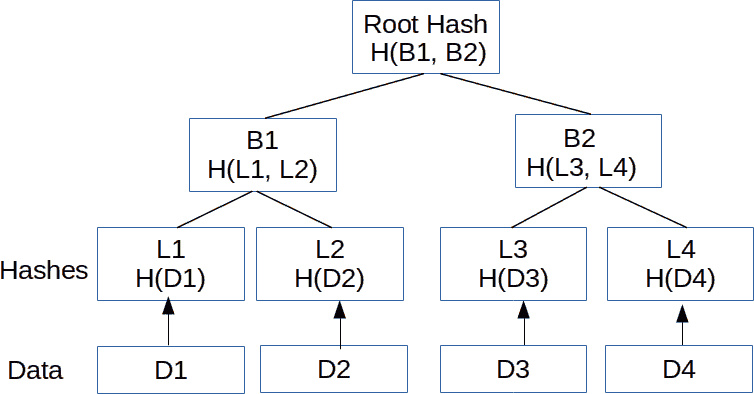 Root Hash
H(B1, B2)
B1
H(L1, L2)
B2
H(L3, L4)
Hashes
L1
H(D1)
L2
H(D2)
L3
H(D3)
L4
H(D4)
Data
D1
D2
D3
D4